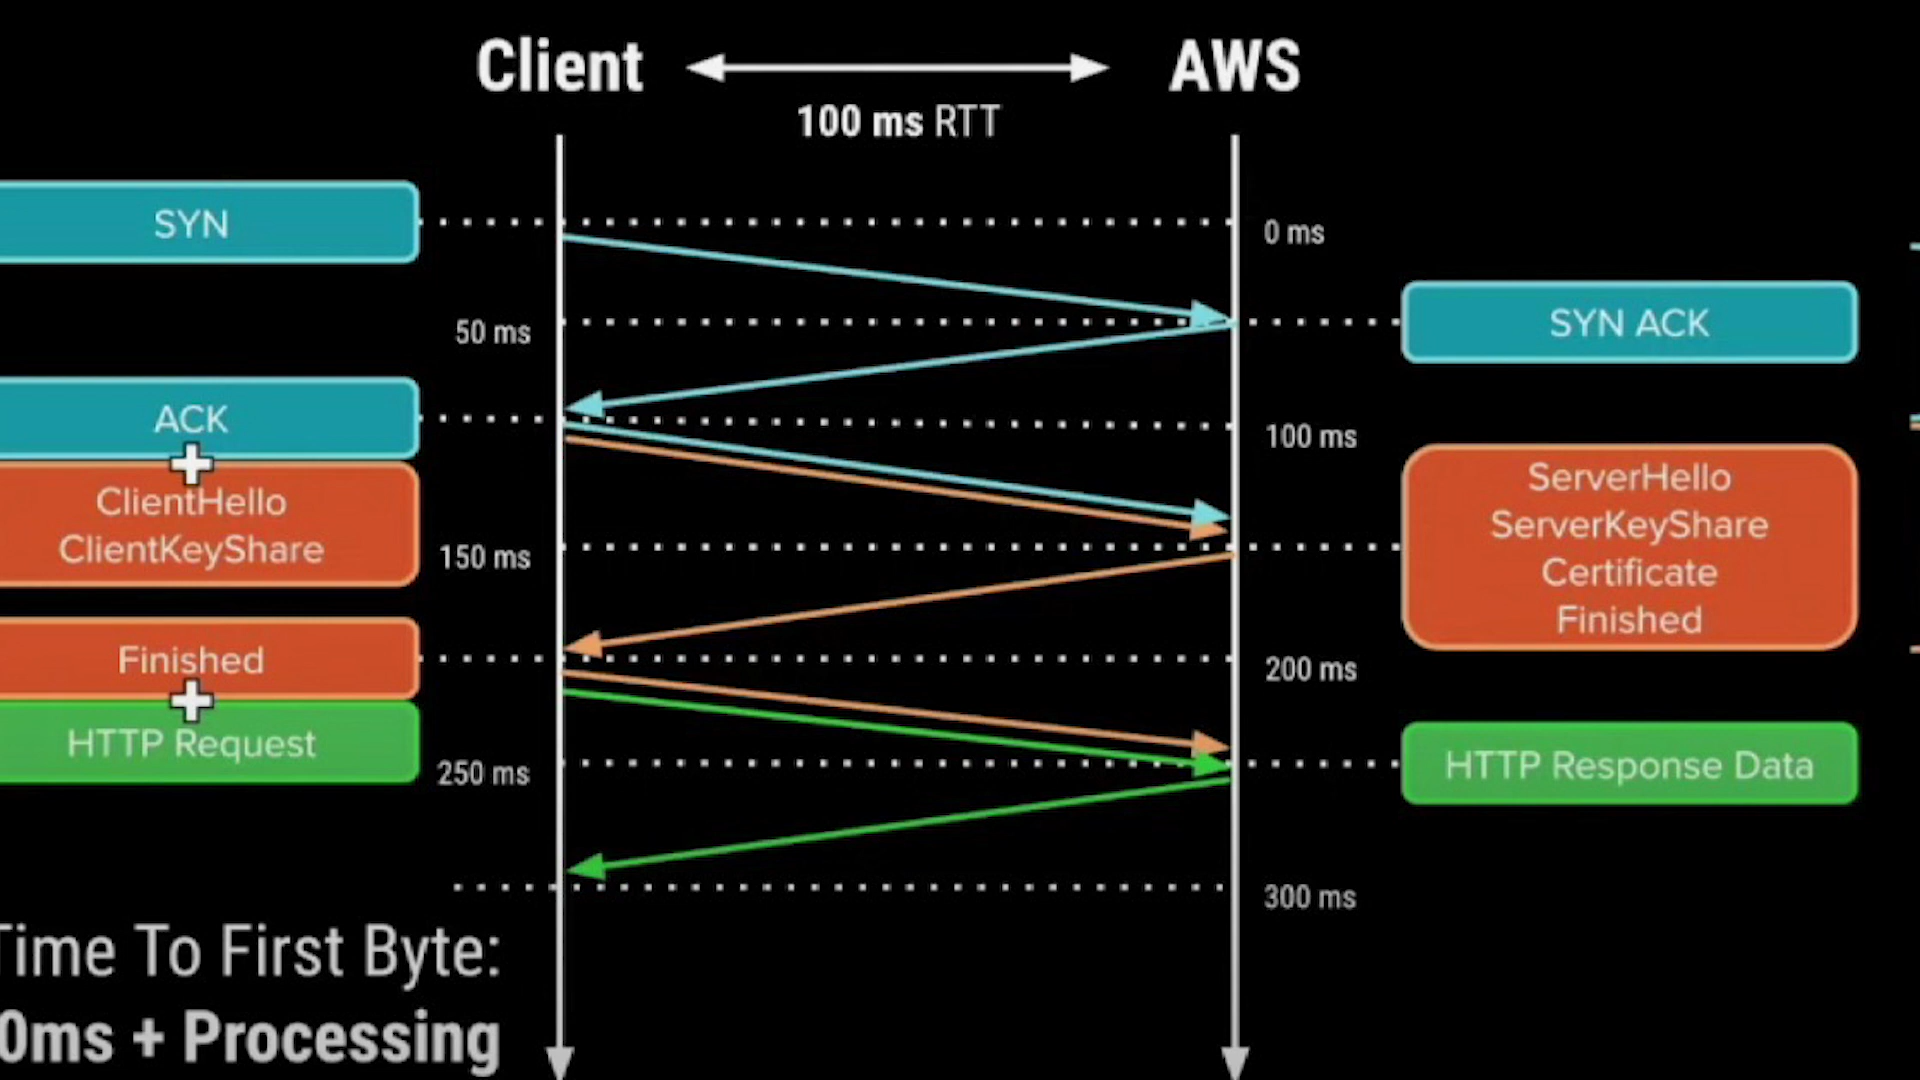 Client
AWS
100 ms RTT
SYN
0 ms
50 ms
SYN ACK
ACK
100 ms
ClientHello
ClientKeyShare
150 ms
ServerHello
ServerKeyShare
Certificate
Finished
Finished
200 ms
HTTP Request
250 ms
HTTP Response Data
300 ms
Time To First Byte:
0ms + Processing